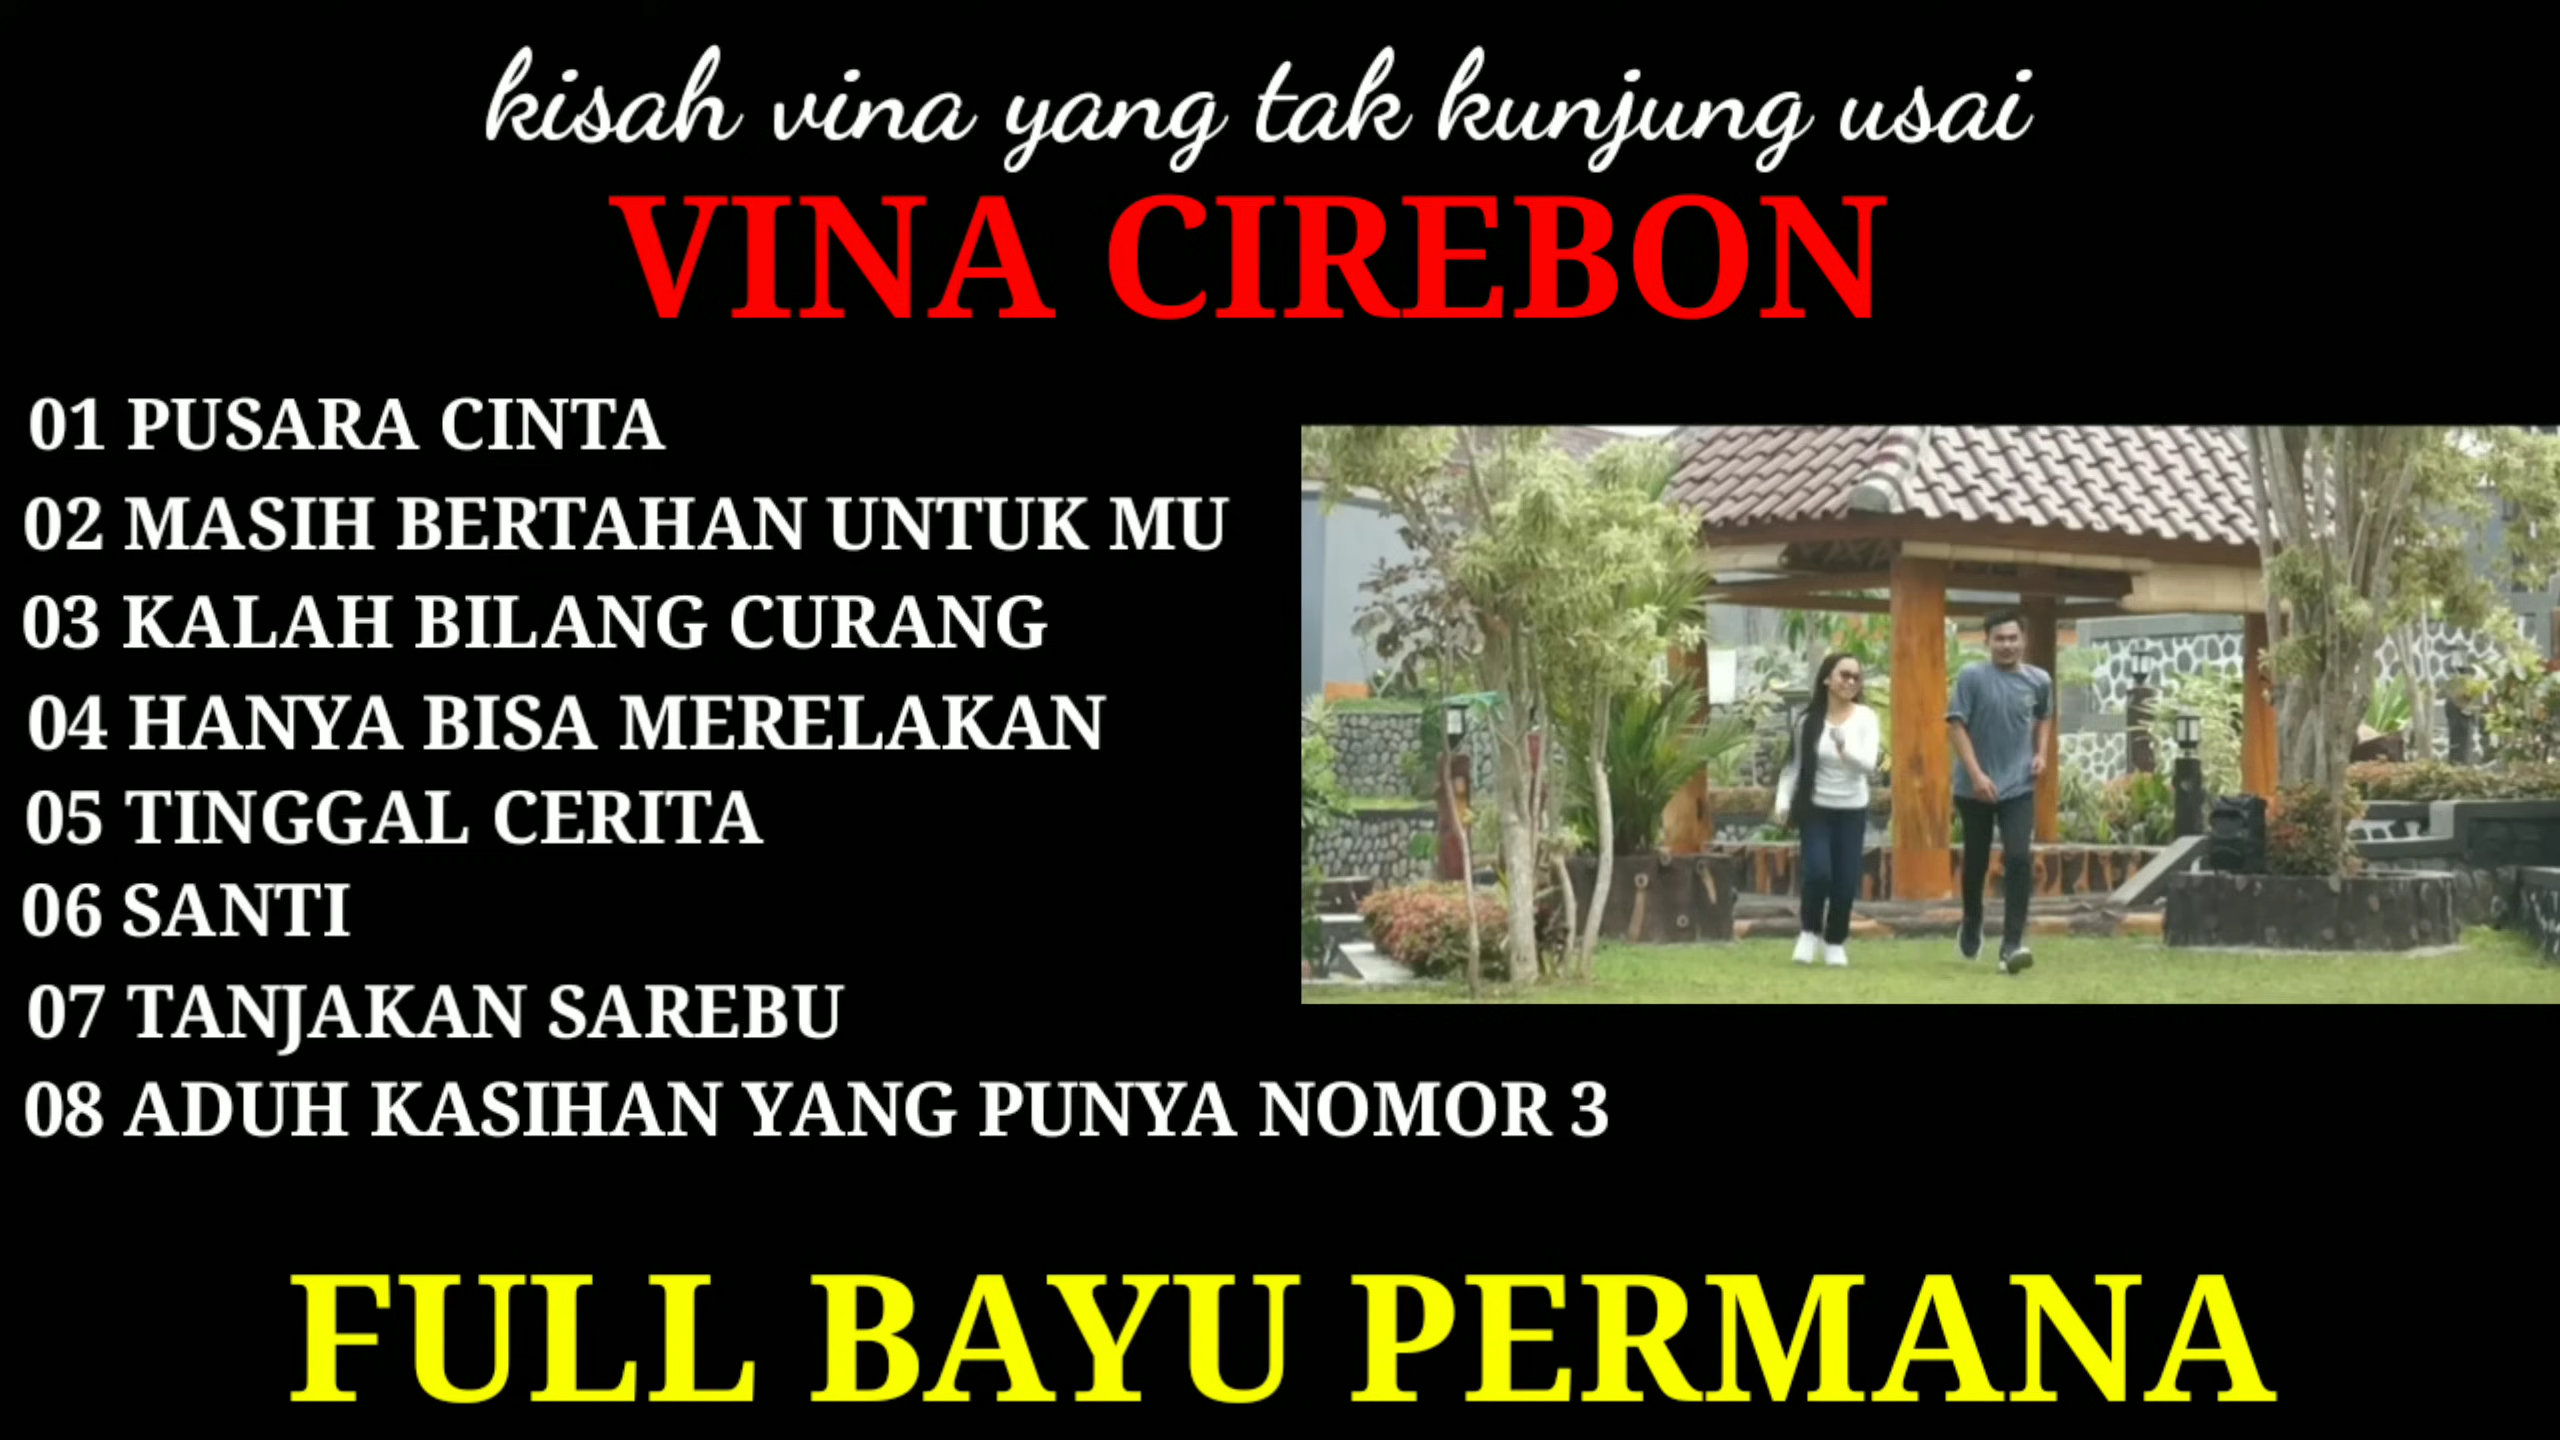 kisah vina yang tak kunjung usai
VINA CIREBON
01 PUSARA CINTA
02 MASIH BERTAHAN UNTUK MU
03 KALAH BILANG CURANG
04 HANYA BISA MERELAKAN
05 TINGGAL CERITA
06 SANTI
07 TANJAKAN SAREBU
08 ADUH KASIHAN YANG PUNYA NOMOR 3
FULL BAYU PERMANA